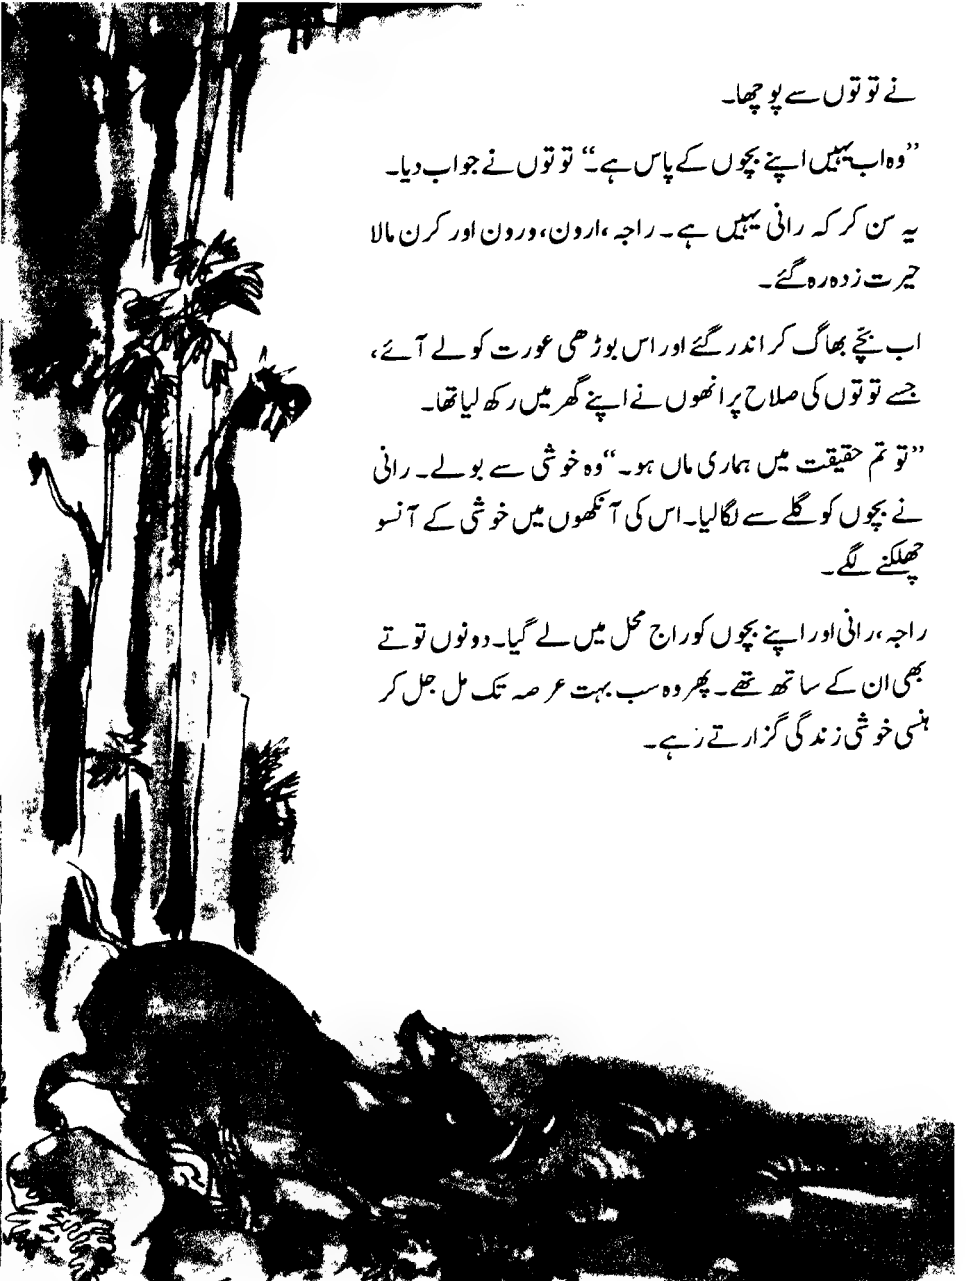 نے توتوں سے پوچھا۔
”وہ اب یہیں اپنے بچوں کے پاس ہے۔“ توتوں نے جواب دیا۔
یہ سن کر کہ رانی یہیں ہے۔ راجہ ،ارون، ورون اور کرن مالا
حیرت زدہ رہ گئے۔
اب بچّے بھاگ کر اندر گئے اور اس بوڑھی عورت کو لے آئے،
جسے توتوں کی صلاح پر انھوں نے اپنے گھر میں رکھ لیا تھا۔
”تو تم حقیقت میں ہماری ماں ہو۔“ وہ خوشی سے بولے۔ رانی
نے بچوں کو گلے سے لگالیا۔ اس کی آنکھوں میں خوشی کے آنسو
چھلکنے لگے۔
راجہ ،رانی اور اپنے بچوں کو راج محل میں لے گیا۔ دونوں توتے
بھی ان کے ساتھ تھے۔ پھر وہ سب بہت عرصہ تک مل جل کر
ہنسی خوشی زندگی گزارتے رہے۔